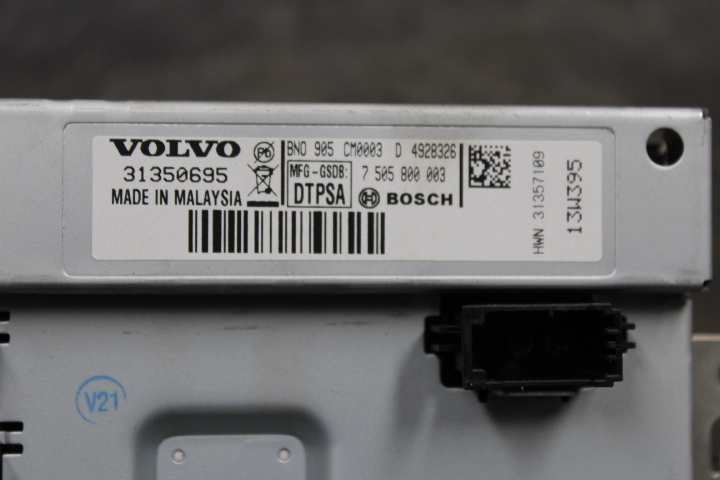 VOLVO
31350695
MADE IN MALAYSIA
Pb
BNO 905 CM0003 D 4928326
MFG-GSDB:
DTPSA
7 505 800 003
BOSCH
HWN 31357109
13W395
V21